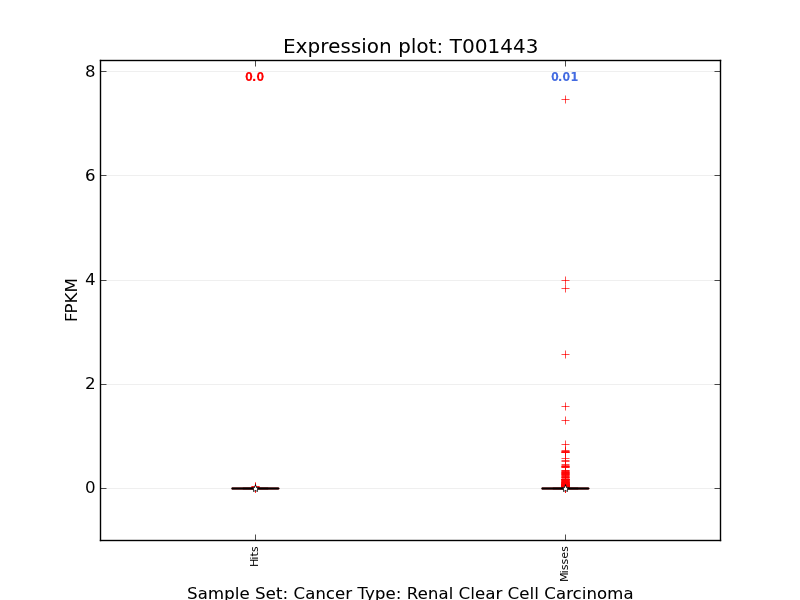 Expression plot: T001443
0.0
0.01
8
6
4
2
0
FPKM
Hits
Misses
Sample Set: Cancer Type: Renal Clear Cell Carcinoma